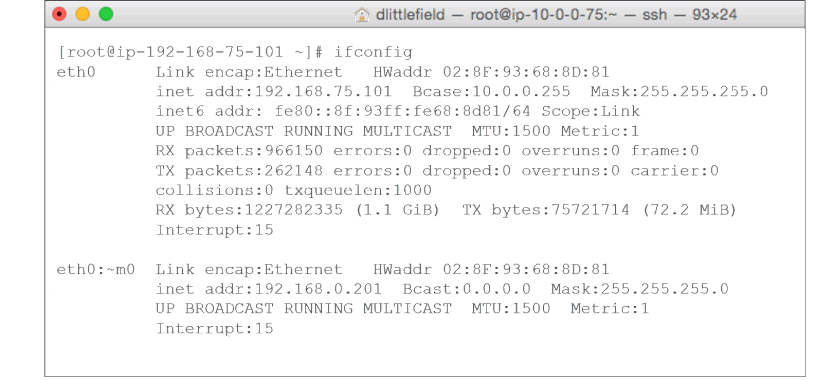 dlittlefield — root@ip-10-0-0-75:~ — ssh — 93×24
[root@ip-192-168-75-101 ~]# ifconfig
eth0 Link encap:Ethernet HWaddr 02:8F:93:68:8D:81
inet addr:192.168.75.101 Bcase:10.0.0.255 Mask:255.255.255.0
inet6 addr: fe80::8f:93ff:fe68:8d81/64 Scope:Link
UP BROADCAST RUNNING MULTICAST MTU:1500 Metric:1
RX packets:966150 errors:0 dropped:0 overruns:0 frame:0
TX packets:262148 errors:0 dropped:0 overruns:0 carrier:0
collisions:0 txqueuelen:1000
RX bytes:1227282335 (1.1 GiB) TX bytes:75721714 (72.2 MiB)
Interrupt:15
eth0:~m0 Link encap:Ethernet HWaddr 02:8F:93:68:8D:81
inet addr:192.168.0.201 Bcast:0.0.0.0 Mask:255.255.255.0
UP BROADCAST RUNNING MULTICAST MTU:1500 Metric:1
Interrupt:15